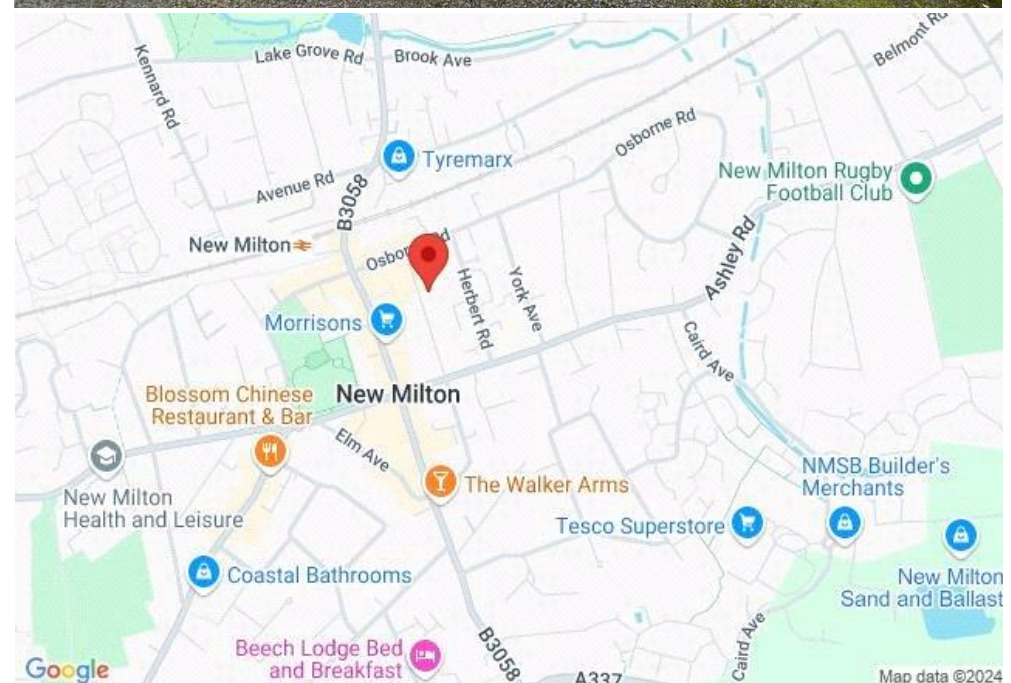 Belmont Rd
Kennard Rd
Lake Grove Rd
Brook Ave
Osborne Rd
Tyremarx
New Milton Rugby
Football Club
Avenue Rd
B3058
New Milton
Osborne Rd
Herbert Rd
York Ave
Ashley Rd
Morrisons
Caird Ave
Blossom Chinese
Restaurant & Bar
New Milton
Elm Ave
New Milton
Health and Leisure
The Walker Arms
NMSB Builder's
Merchants
Tesco Superstore
Coastal Bathrooms
New Milton
Sand and Ballast
Beech Lodge Bed
and Breakfast
B3058
A337
Caird Ave
Google
Map data ©2024